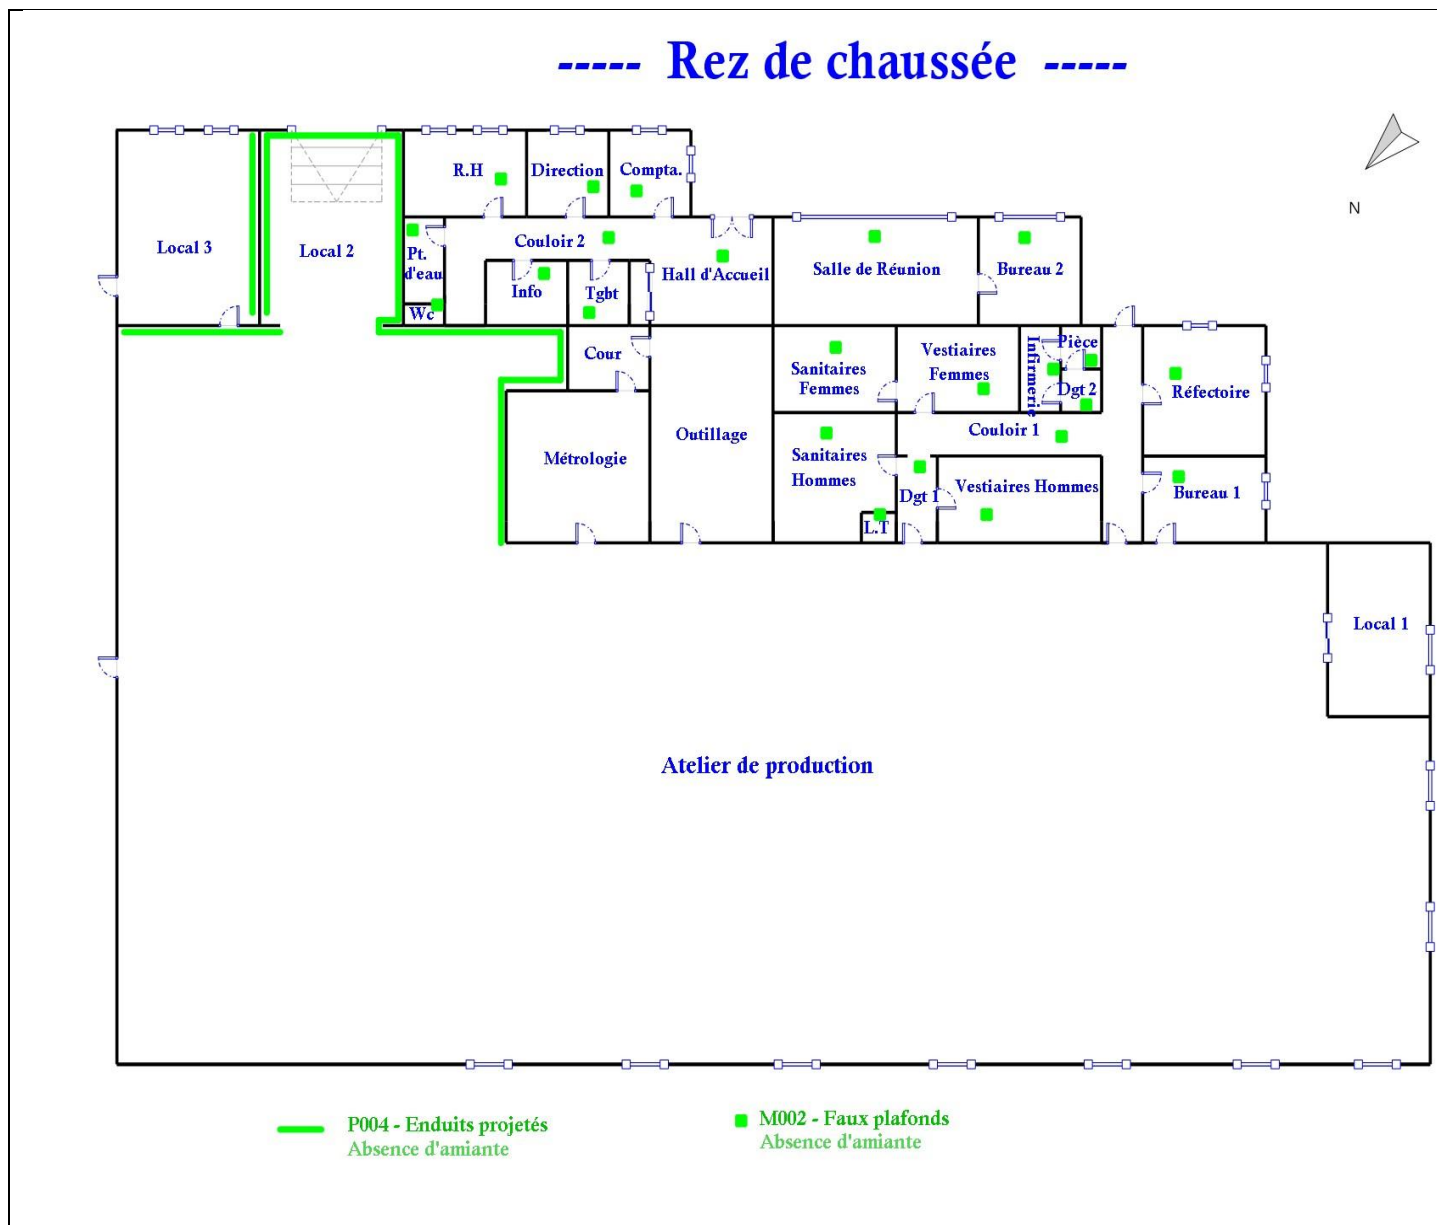 ----- Rez de chaussée -----
R.H
Direction
Compta.
N
Local 3
Local 2
Couloir 2
Pt.
d'eau
Hall d'Accueil
Salle de Réunion
Bureau 2
Info
Tgbt
Wc
Cour
Sanitaires
Femmes
Vestiaires
Femmes
Infirmerie
Pièce
Dgt 2
Réfectoire
Outillage
Couloir 1
Métrologie
Sanitaires
Hommes
Dgt 1
Vestiaires Hommes
Bureau 1
L.T
Local 1
Atelier de production
P004 - Enduits projetés
Absence d'amiante
M002 - Faux plafonds
Absence d'amiante